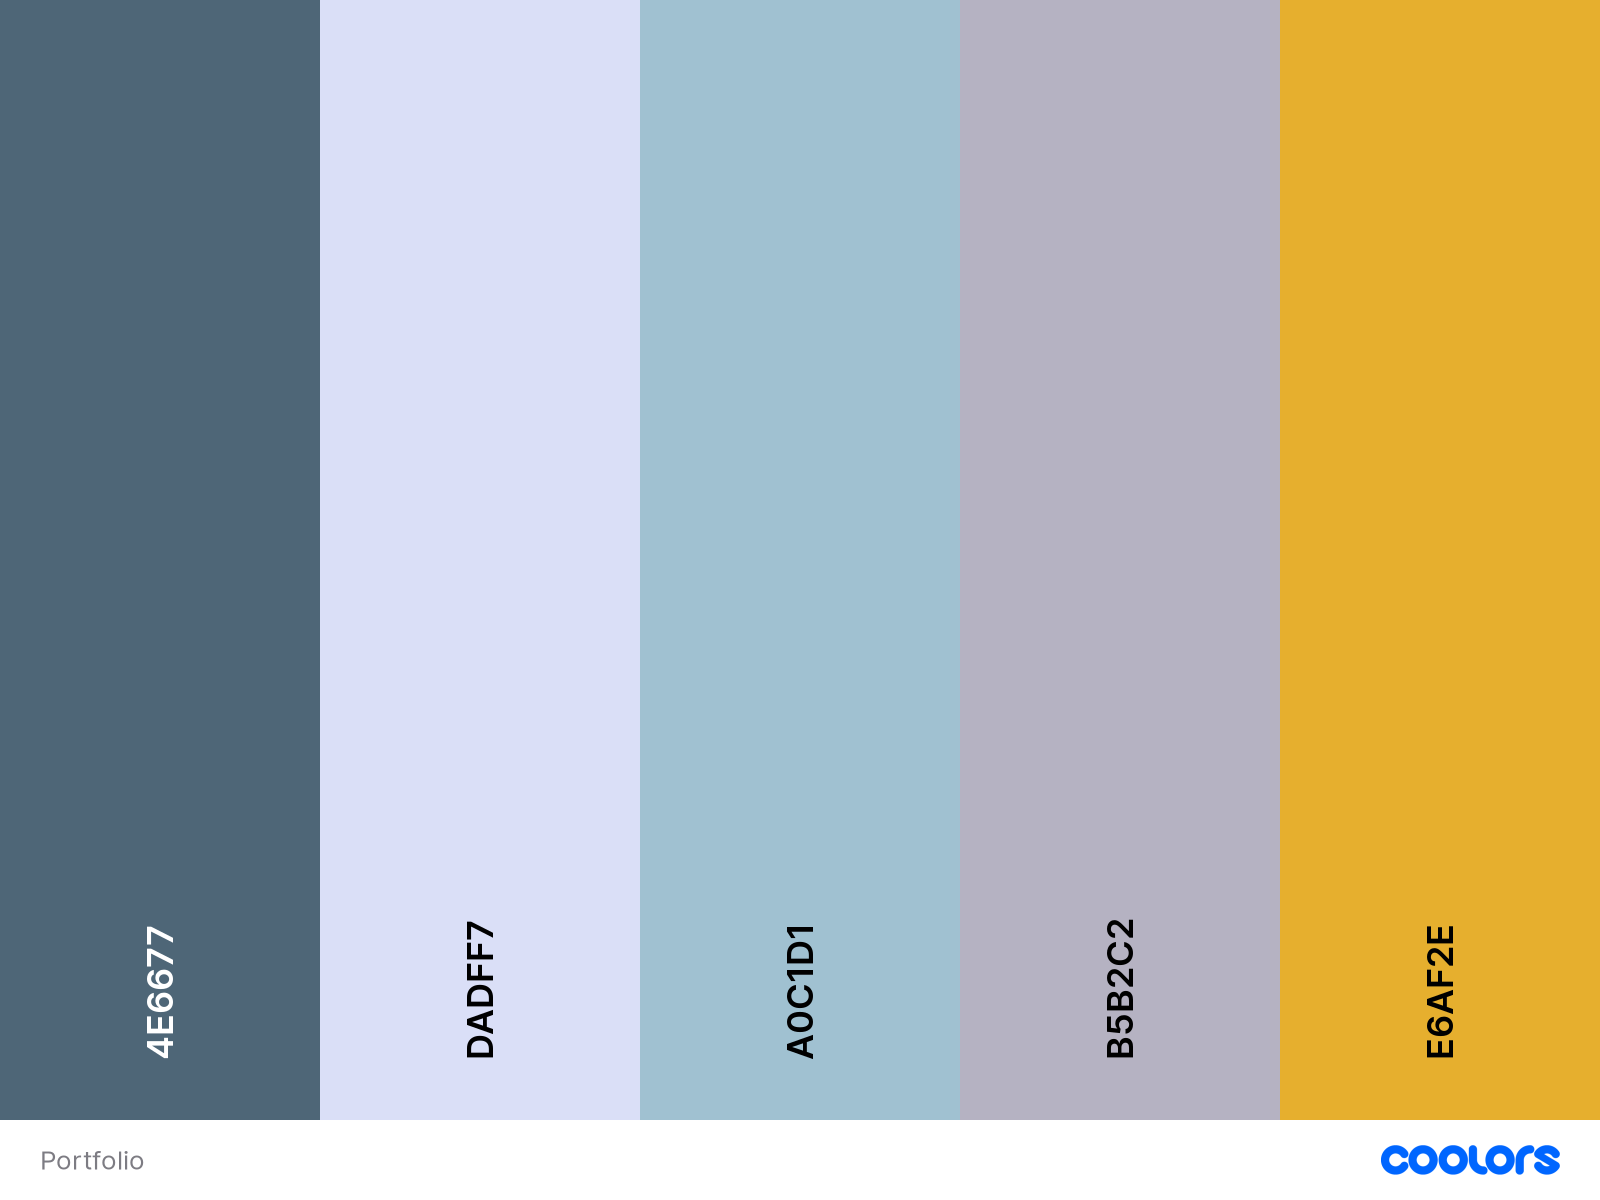 4E6677
DADFF7
A0C1D1
B5B2C2
E6AF2E
Portfolio
coolors